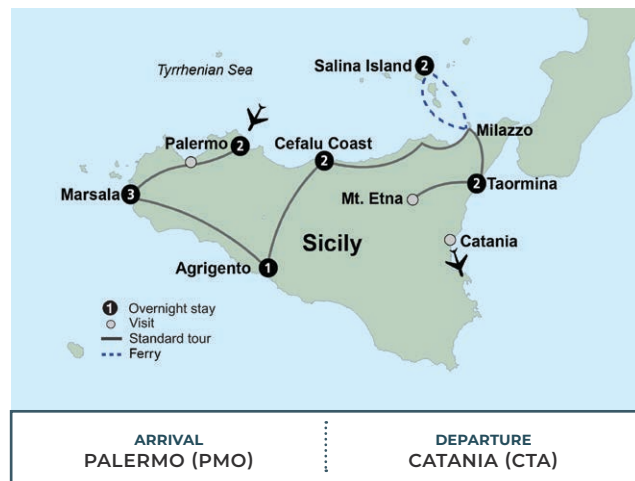 Tyrrhenian Sea
Salina Island 2
Palermo 2
Cefalu Coast
2
Milazzo
Marsala 3
Mt. Etna
2 Taormina
Sicily
Catania
Agrigento 1
1 Overnight stay
Visit
Standard tour
Ferry
ARRIVAL
PALERMO (PMO)
DEPARTURE
CATANIA (CTA)